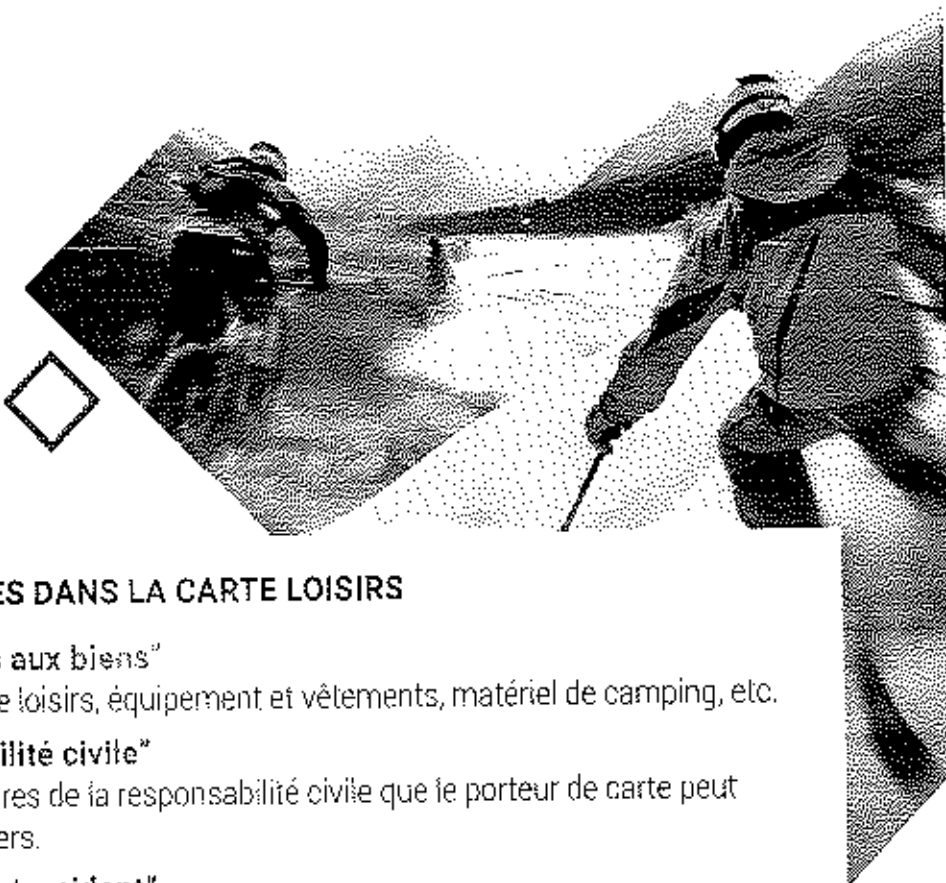 ES DANS LA CARTE LOISIRS
aux biens"
e loisirs, équipement et vêtements, matériel de camping, etc.
ilité civile"
res de la responsabilité civile que le porteur de carte peut
ers.